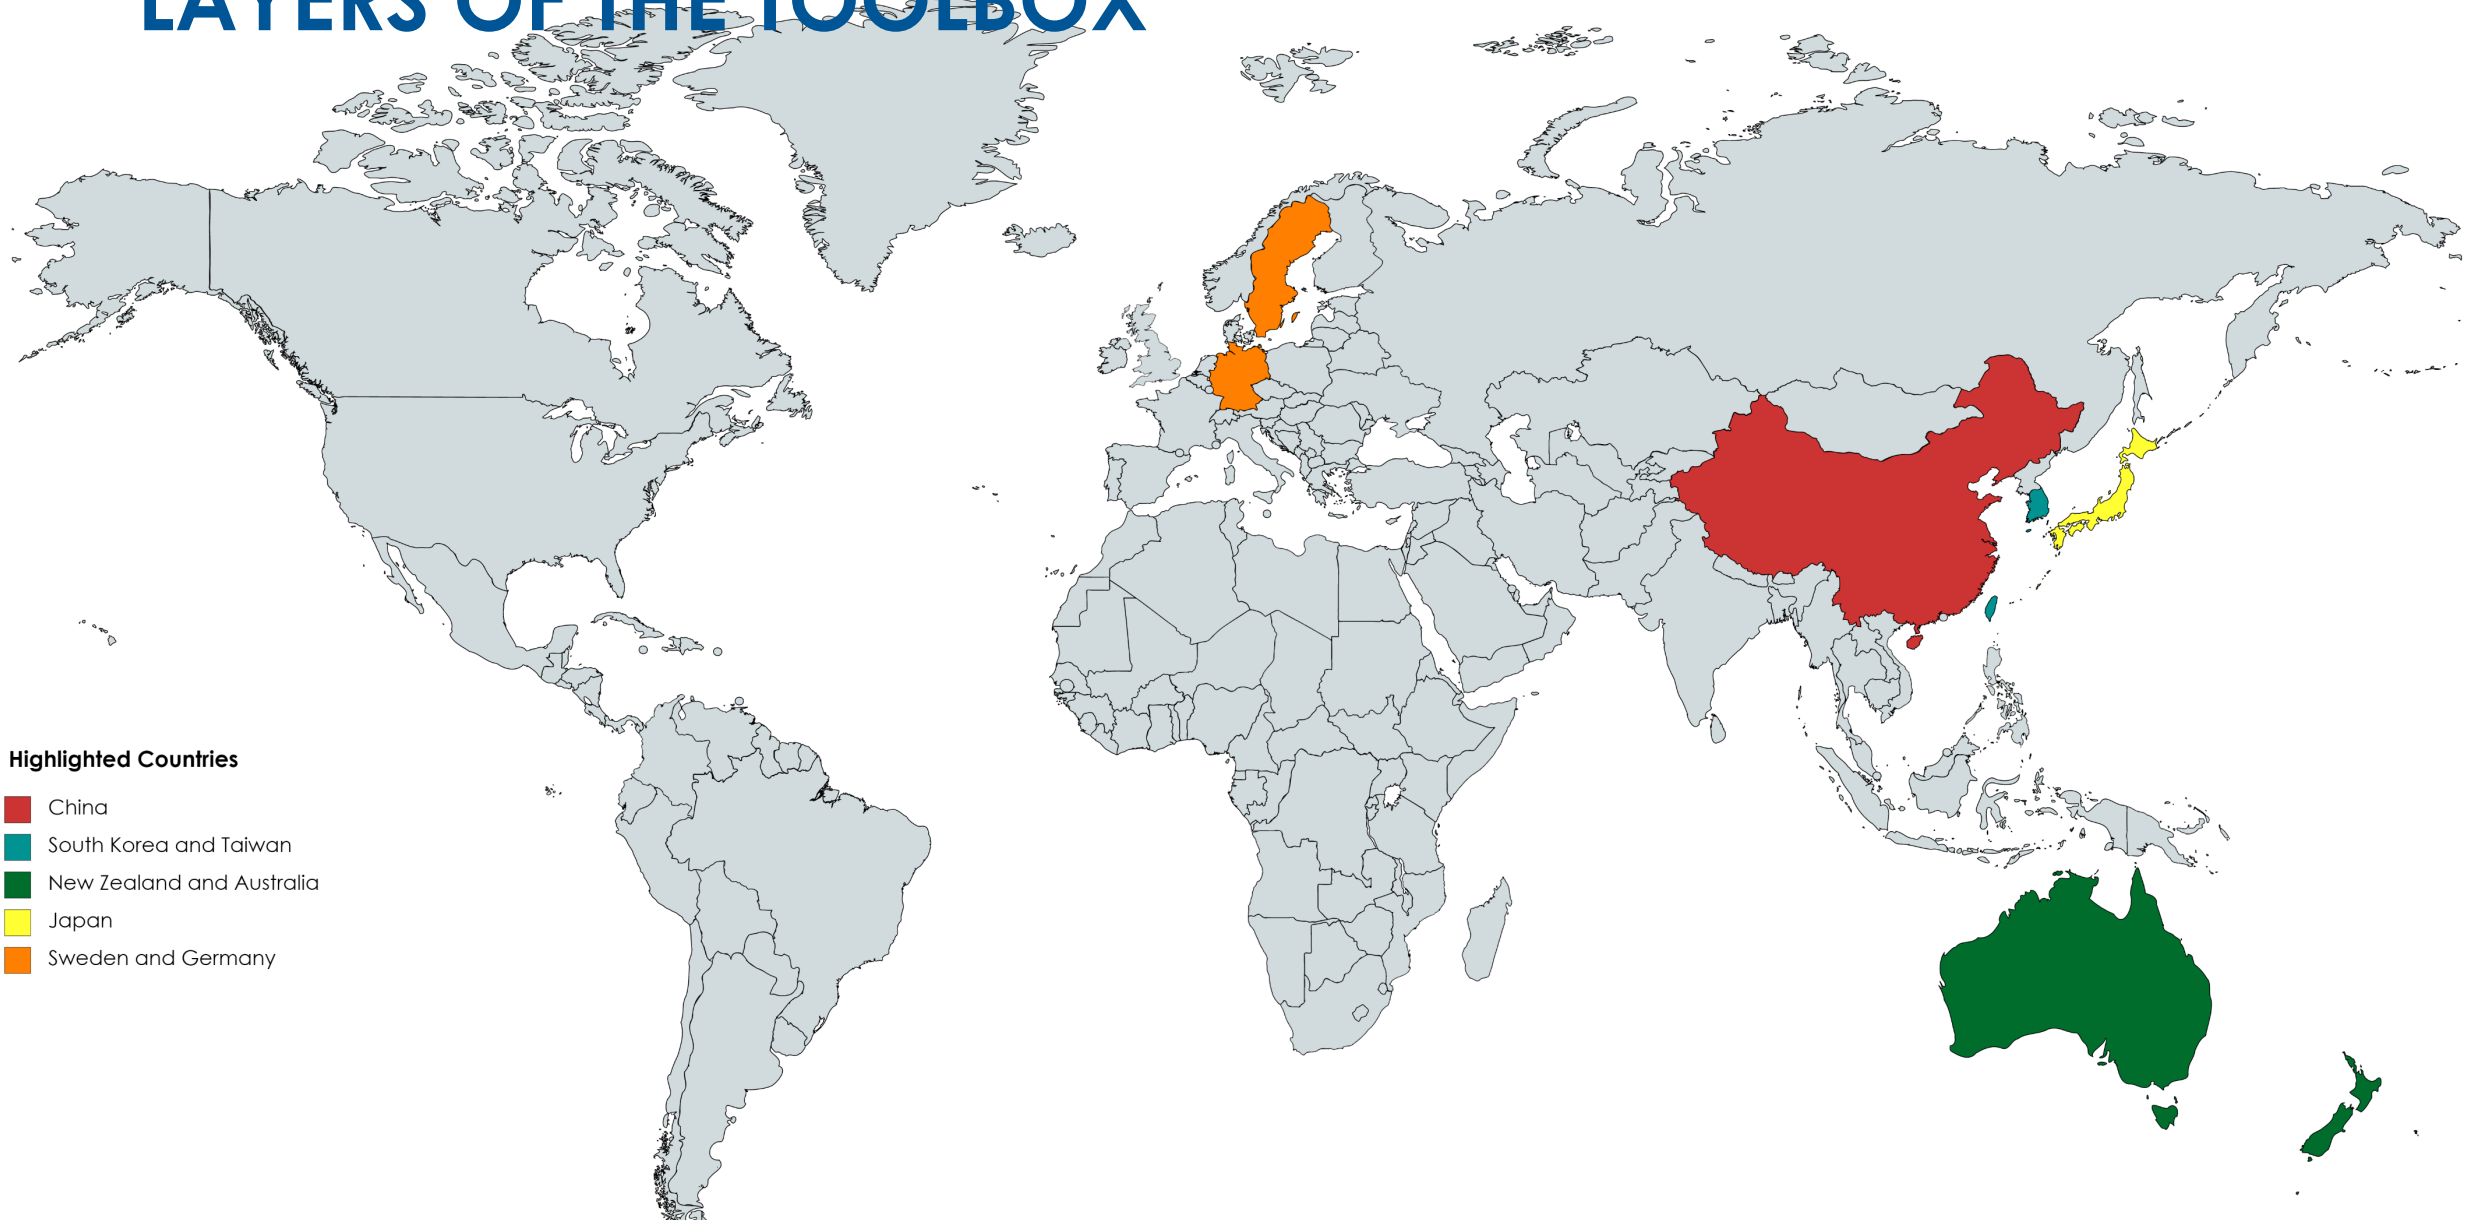 LAYERS OF THE TOOLBOX
Highlighted Countries
China
South Korea and Taiwan
New Zealand and Australia
Japan
Sweden and Germany